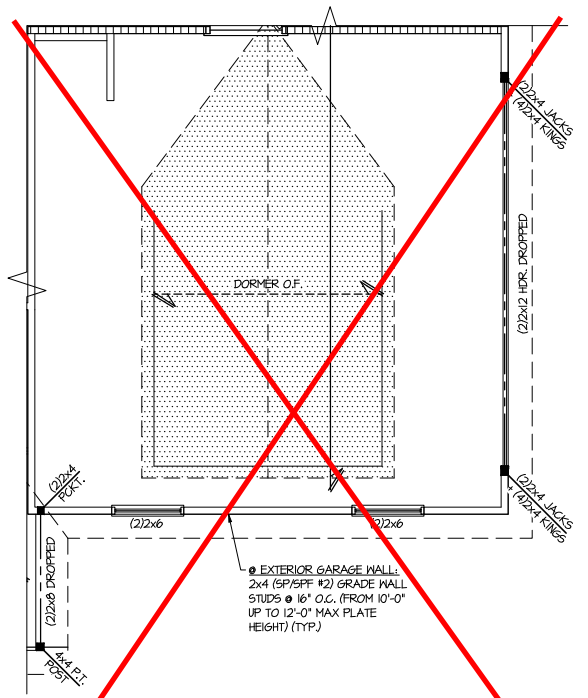 (2)2x4 JACKS
(4)2x4 KINGS
DORMER O.F.
(2)2x12 HDR. DROPPED
(2)2x4
PCKT.
(2)2x4 JACKS
(4)2x4 KINGS
(2)2x6
(2)2x6
(2)2x8 DROPPED
@ EXTERIOR GARAGE WALL:
2x4 (SP/SPF #2) GRADE WALL
STUDS @ 16" O.C. (FROM 10'-0"
UP TO 12'-0" MAX PLATE
HEIGHT) (TYP.)
4x4 P.T.
POST